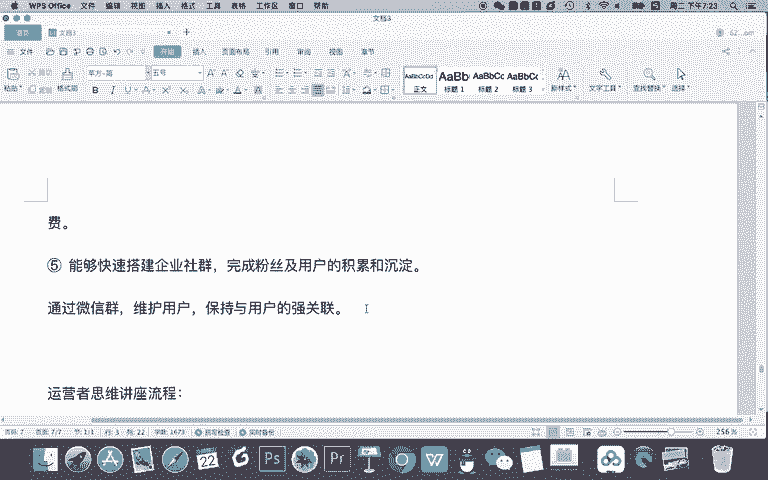 WPS Office 文件 编辑 视图 插入 格式 工具 表格 工作区 窗口 帮助 周二 下午7:23
文档3
首页 文档3
文件 开始 插入 页面布局 引用 审阅 视图 章节
粘贴 格式刷 五号 AaBbCcDd AaBb AaBbCc AaBbCc
正文 标题 1 标题 2 标题 3 新样式 文字工具 查找替换 选择
费。
⑤ 能够快速搭建企业社群，完成粉丝及用户的积累和沉淀。
通过微信群，维护用户，保持与用户的强关联。
运营者思维讲座流程：
页码: 7 页面: 7/7 节: 1/1 行: 3 列: 22 字数: 1673 拼写检查 256 %
22 Ps Pr W